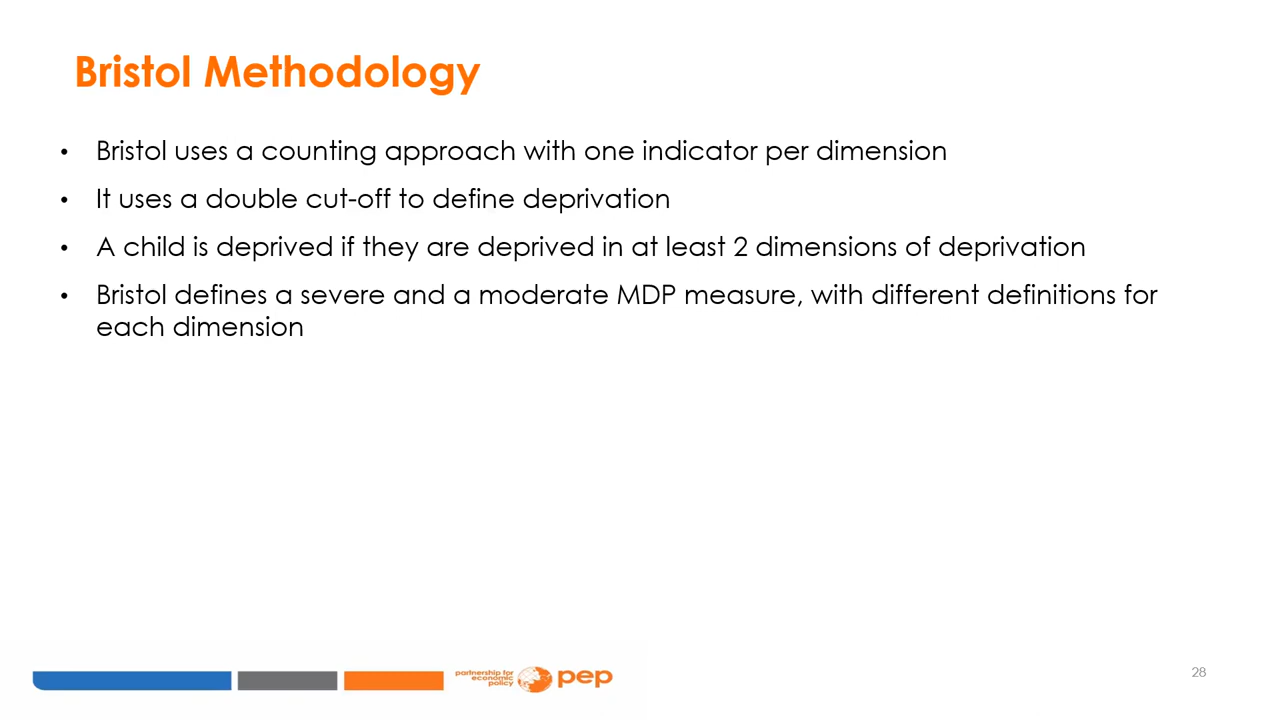 Bristol Methodology
• Bristol uses a counting approach with one indicator per dimension
• It uses a double cut-off to define deprivation
• A child is deprived if they are deprived in at least 2 dimensions of deprivation
• Bristol defines a severe and a moderate MDP measure, with different definitions for
each dimension
partnership for
economic
policy
pep
28